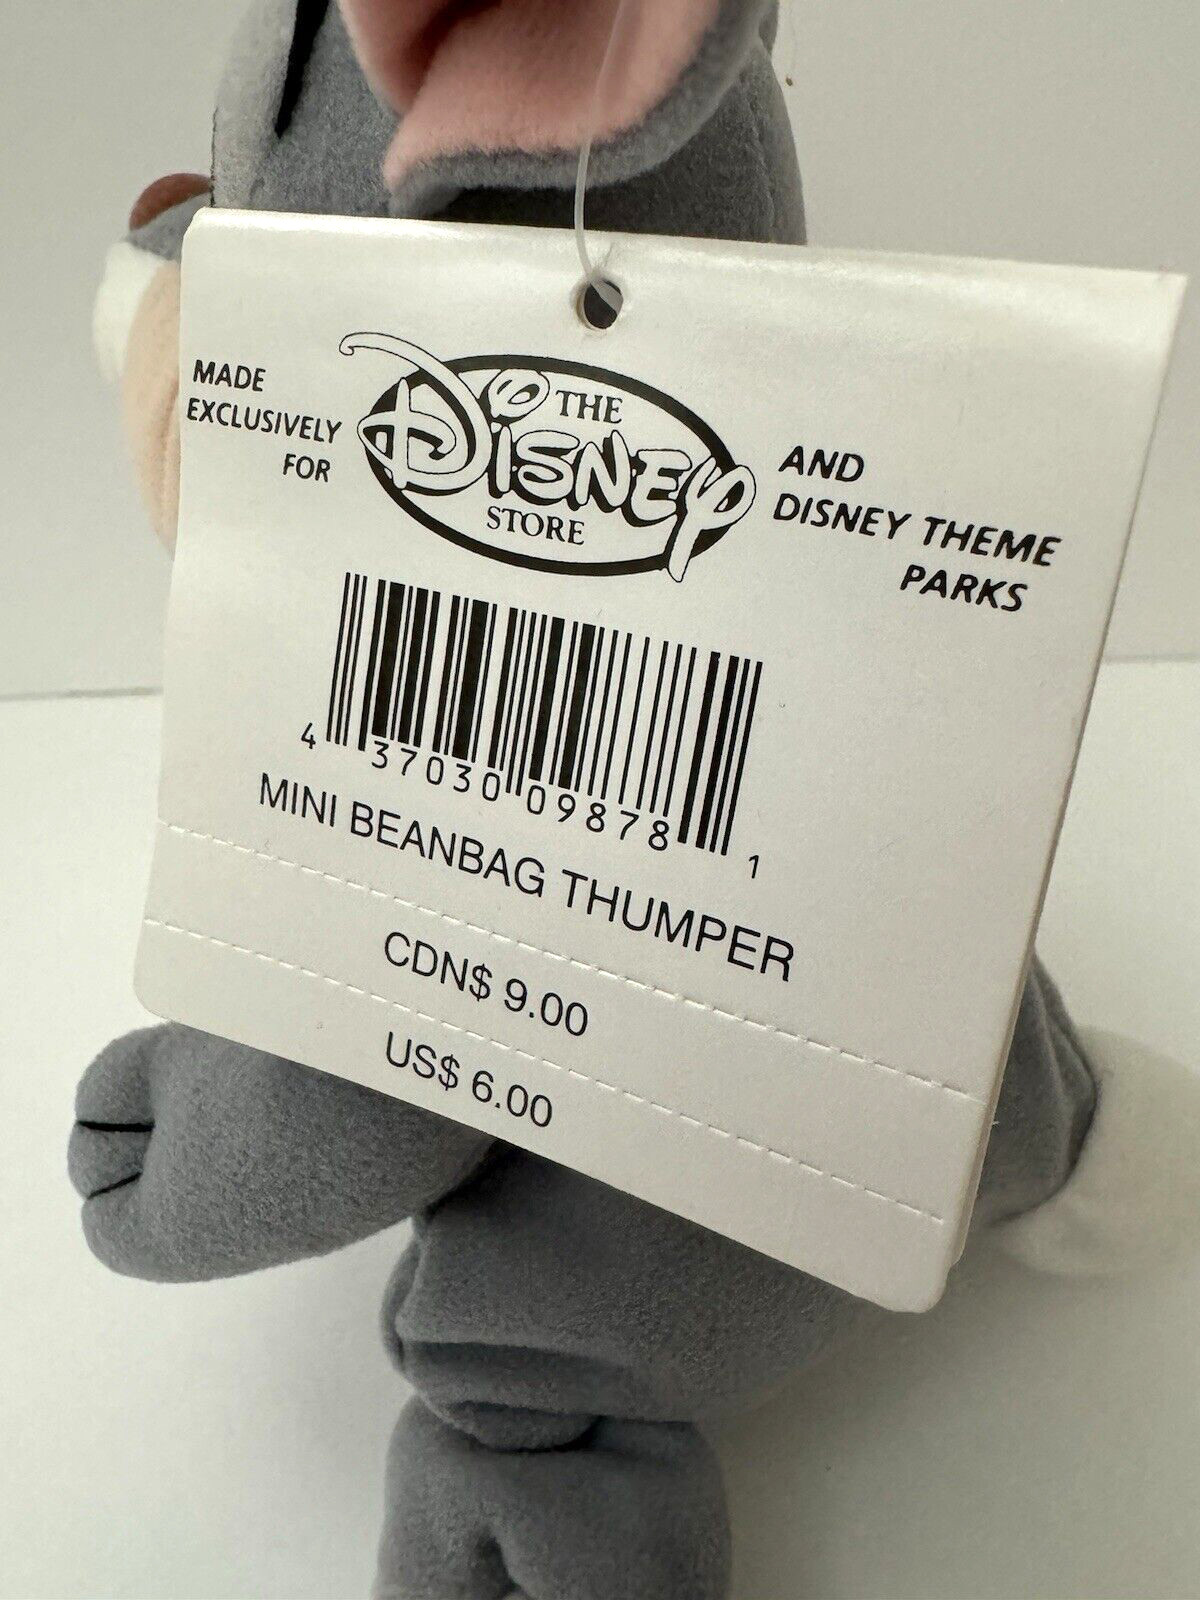 MADE
EXCLUSIVELY
FOR
THE
DISNEY
STORE
AND
DISNEY THEME
PARKS
4 37030 09878 1
MINI BEANBAG THUMPER
CDN$ 9.00
US$ 6.00